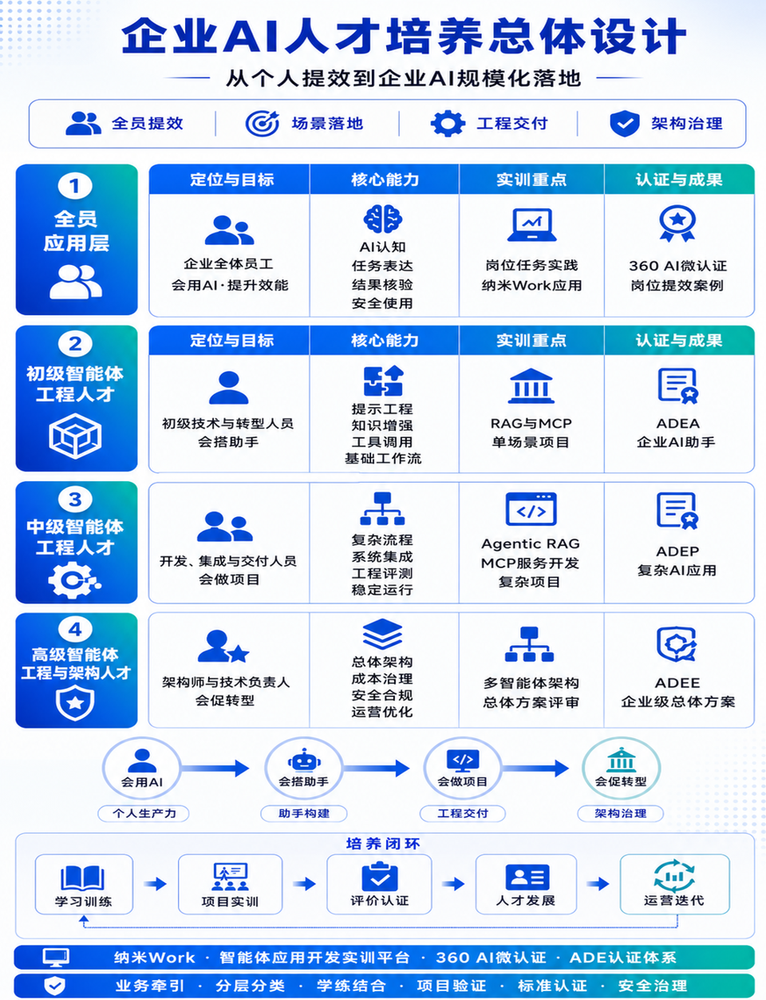 企业AI人才培养总体设计
从个人提效到企业AI规模化落地
全员提效
场景落地
工程交付
架构治理
1
全员
应用层
定位与目标
核心能力
实训重点
认证与成果
企业全体员工
会用AI·提升效能
AI认知
任务表达
结果核验
安全使用
岗位任务实践
纳米Work应用
360 AI微认证
岗位提效案例
2
初级智能体
工程人才
定位与目标
核心能力
实训重点
认证与成果
初级技术与转型人员
会搭助手
提示工程
知识增强
工具调用
基础工作流
RAG与MCP
单场景项目
ADEA
企业AI助手
3
中级智能体
工程人才
开发、集成与交付人员
会做项目
复杂流程
系统集成
工程评测
稳定运行
Agentic RAG
MCP服务开发
复杂项目
ADEP
复杂AI应用
4
高级智能体
工程与架构人才
架构师与技术负责人
会促转型
总体架构
成本治理
安全合规
运营优化
多智能体架构
总体方案评审
ADEE
企业级总体方案
会用AI
会搭助手
会做项目
会促转型
个人生产力
助手构建
工程交付
架构治理
培养闭环
学习训练
项目实训
评价认证
人才发展
运营迭代
纳米Work · 智能体应用开发实训平台 · 360 AI微认证 · ADE认证体系
业务牵引 · 分层分类 · 学练结合 · 项目验证 · 标准认证 · 安全治理